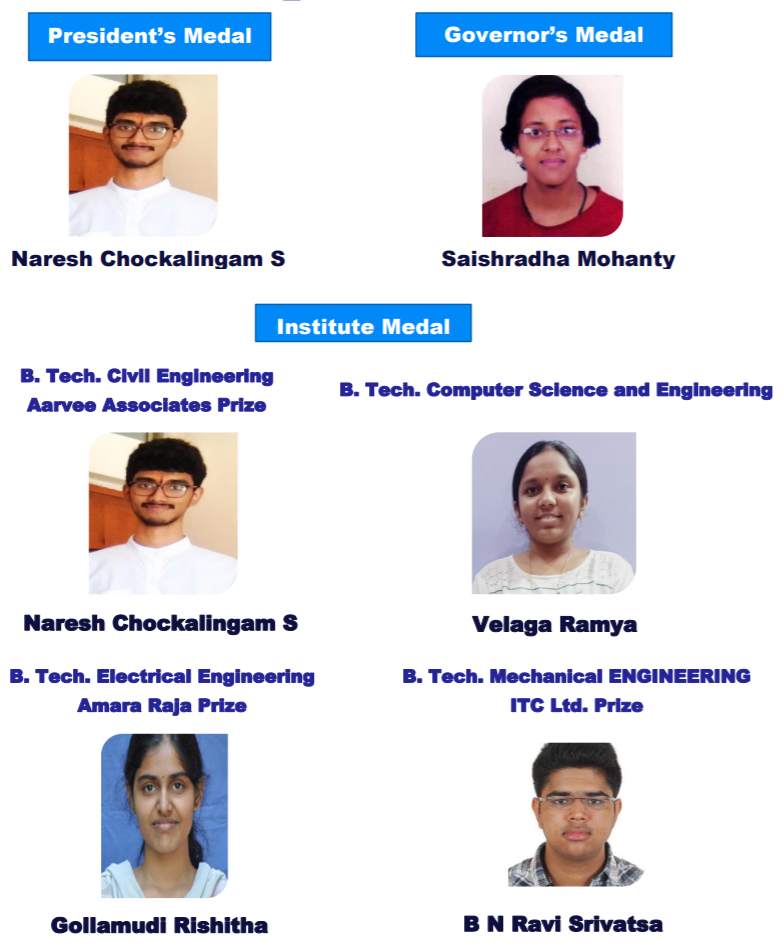 President's Medal
Governor's Medal
Naresh Chockalingam S
Saishradha Mohanty
Institute Medal
B. Tech. Civil Engineering
Aarvee Associates Prize
B. Tech. Computer Science and Engineering
Naresh Chockalingam S
Velaga Ramya
B. Tech. Electrical Engineering
Amara Raja Prize
B. Tech. Mechanical ENGINEERING
ITC Ltd. Prize
Gollamudi Rishitha
B N Ravi Srivatsa